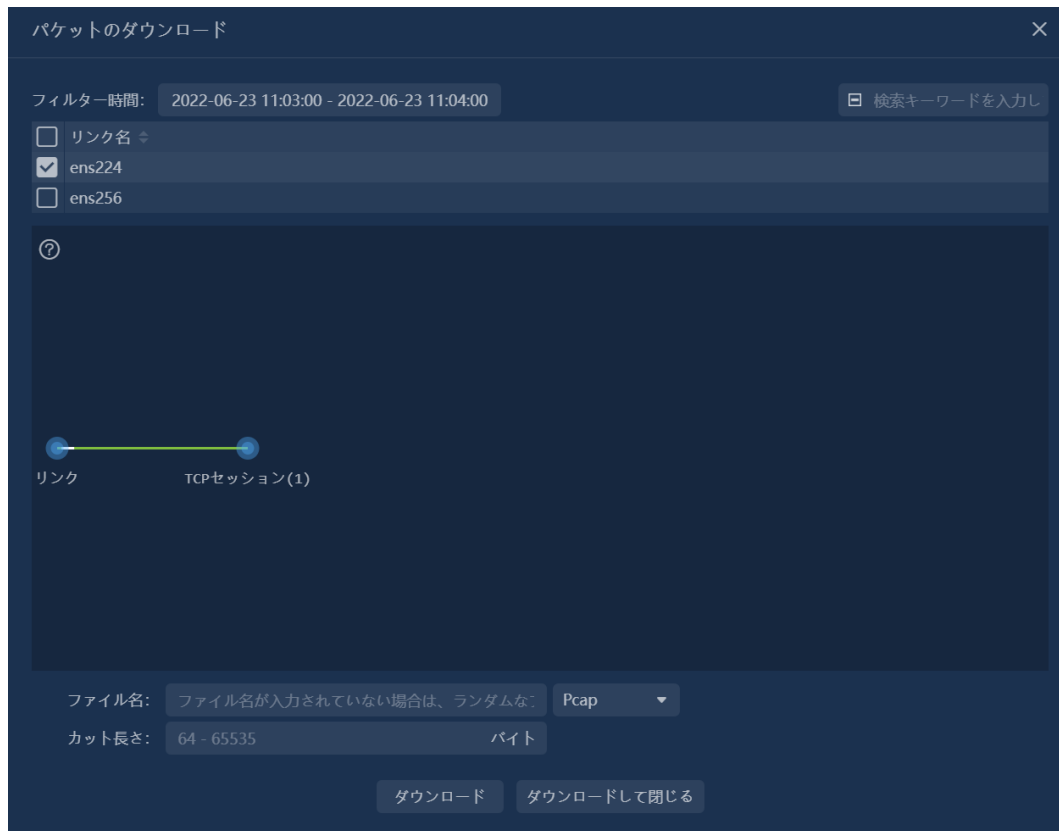 パケットのダウンロード
フィルター時間: 2022-06-23 11:03:00 - 2022-06-23 11:04:00 検索キーワードを入力し
リンク名
ens224
ens256
リンク TCPセッション(1)
ファイル名: ファイル名が入力されていない場合は、ランダムな Pcap
カット長さ: 64 - 65535 バイト
ダウンロード ダウンロードして閉じる